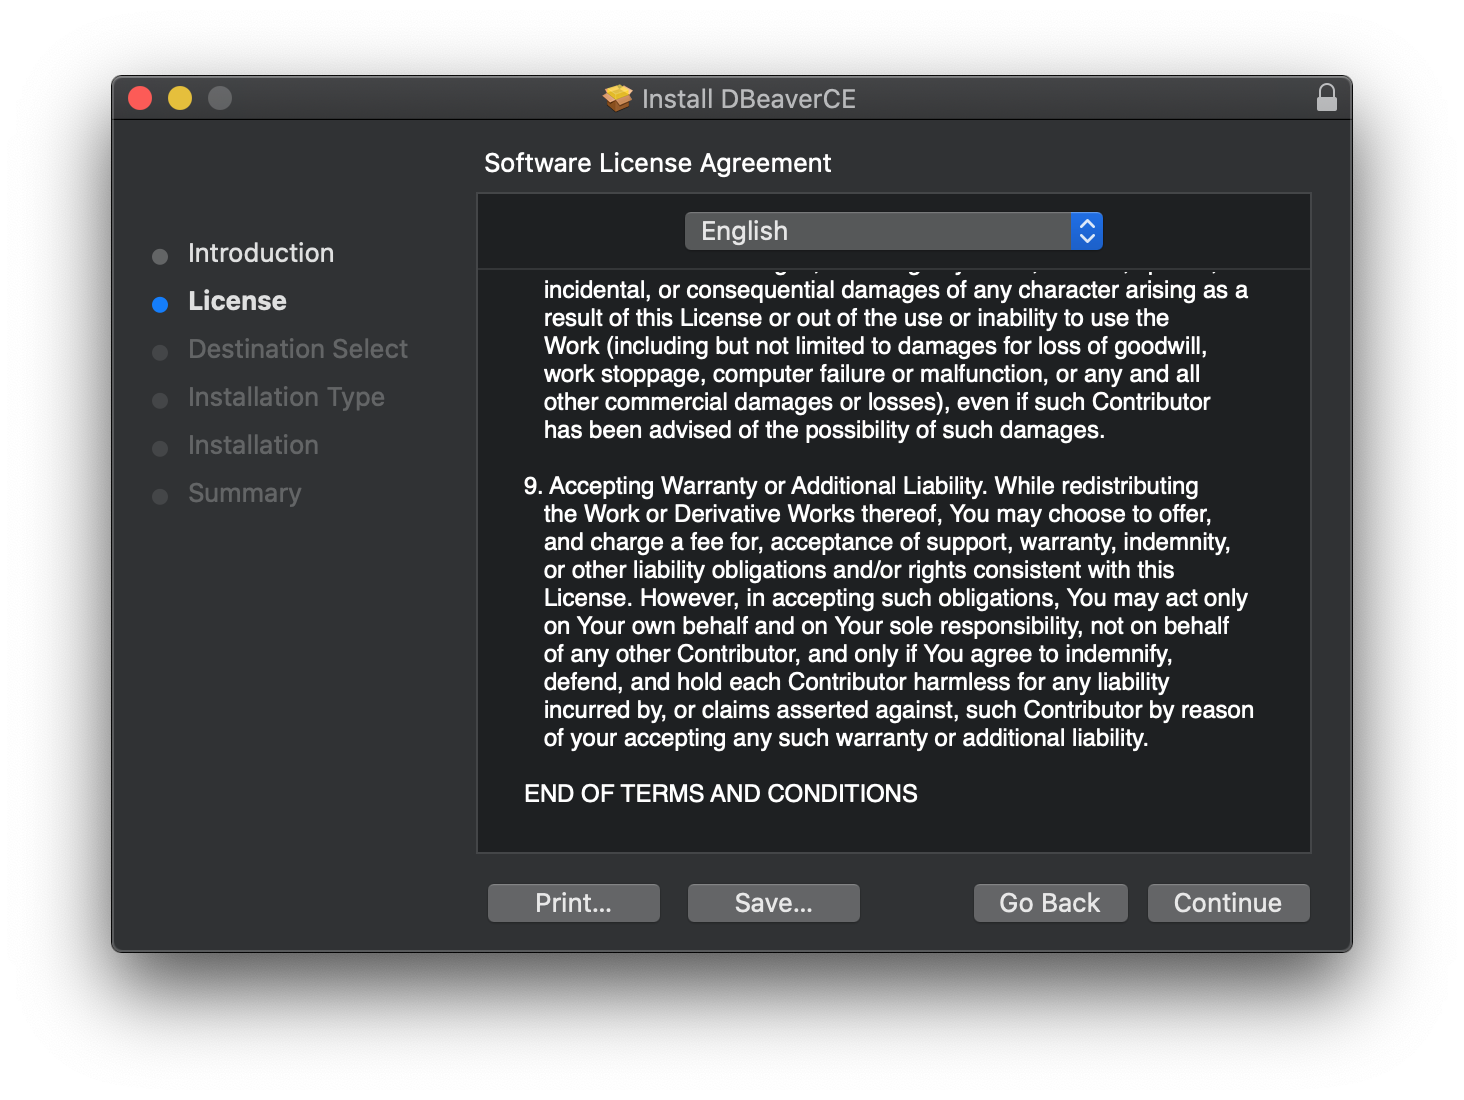 Install DBeaverCE
Software License Agreement
Introduction
License
Destination Select
Installation Type
Installation
Summary
English
incidental, or consequential damages of any character arising as a
result of this License or out of the use or inability to use the
Work (including but not limited to damages for loss of goodwill,
work stoppage, computer failure or malfunction, or any and all
other commercial damages or losses), even if such Contributor
has been advised of the possibility of such damages.
9. Accepting Warranty or Additional Liability. While redistributing
the Work or Derivative Works thereof, You may choose to offer,
and charge a fee for, acceptance of support, warranty, indemnity,
or other liability obligations and/or rights consistent with this
License. However, in accepting such obligations, You may act only
on Your own behalf and on Your sole responsibility, not on behalf
of any other Contributor, and only if You agree to indemnify,
defend, and hold each Contributor harmless for any liability
incurred by, or claims asserted against, such Contributor by reason
of your accepting any such warranty or additional liability.
END OF TERMS AND CONDITIONS
Print...
Save...
Go Back
Continue